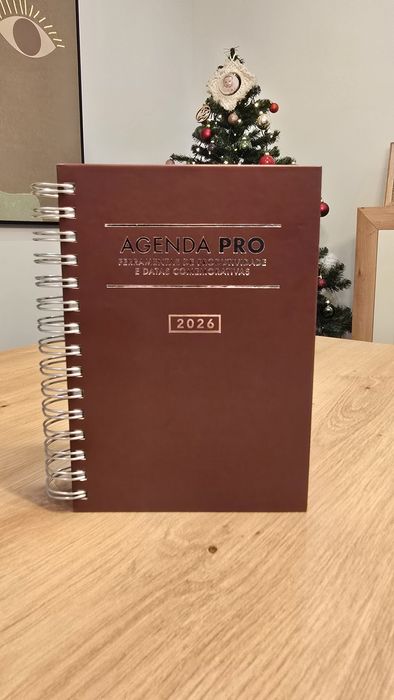 AGENDA PRO
FERRAMENTAS DE PRODUTIVIDADE
E DATAS COMEMORATIVAS
2026